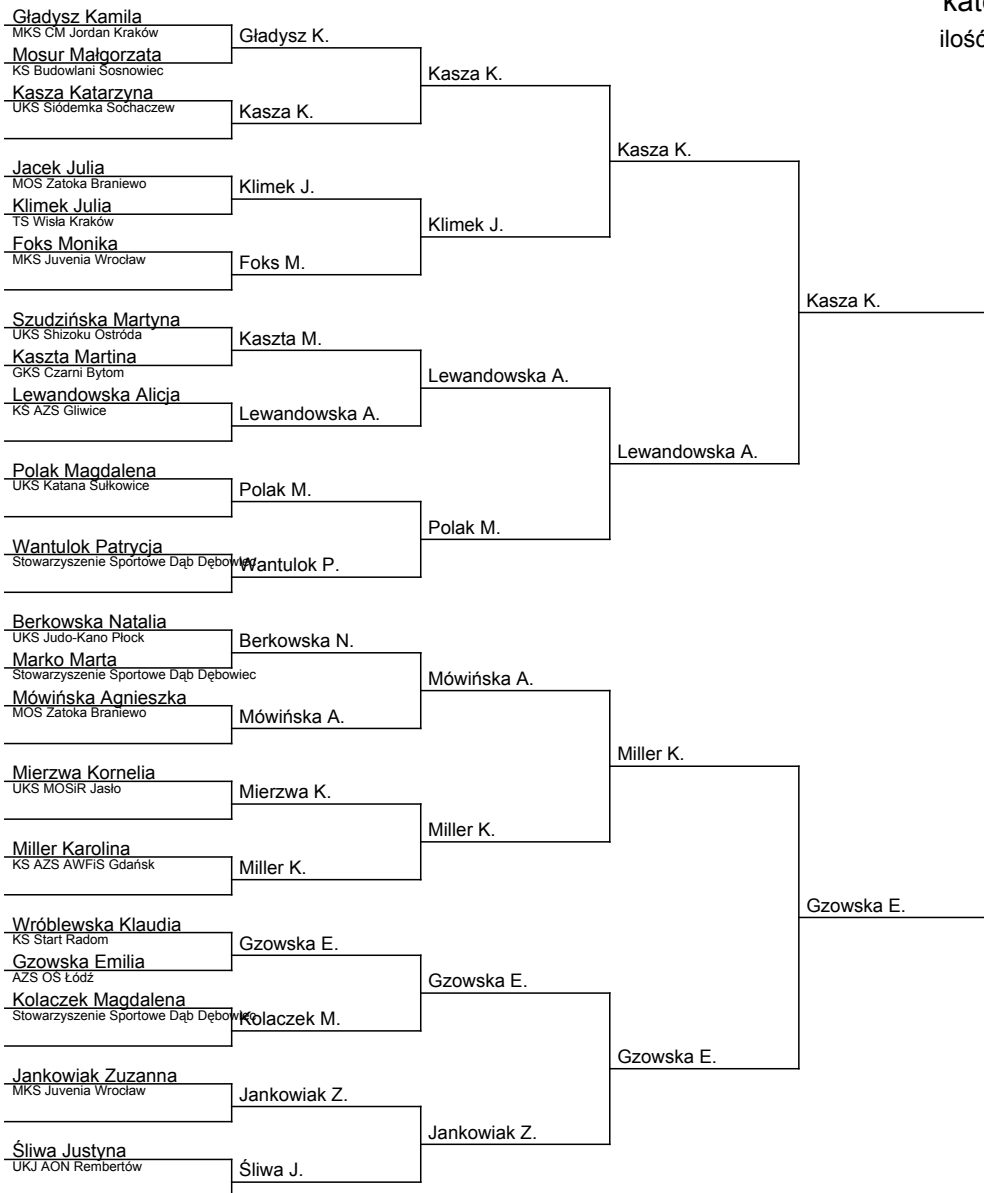 kat
ilość
Gładysz Kamila
MKS CM Jordan Kraków
Gładysz K.
Mosur Małgorzata
KS Budowlani Sosnowiec
Kasza K.
Kasza Katarzyna
UKS Siódemka Sochaczew
Kasza K.
Kasza K.
Jacek Julia
MOS Zatoka Braniewo
Klimek J.
Klimek Julia
TS Wisła Kraków
Klimek J.
Foks Monika
MKS Juvenia Wrocław
Foks M.
Kasza K.
Szudzińska Martyna
UKS Shizoku Ostróda
Kaszta M.
Kaszta Martina
GKS Czarni Bytom
Lewandowska A.
Lewandowska Alicja
KS AZS Gliwice
Lewandowska A.
Lewandowska A.
Polak Magdalena
UKS Katana Sułkowice
Polak M.
Polak M.
Wantulok Patrycja
Stowarzyszenie Sportowe Dąb Dębowiec
Wantulok P.
Berkowska Natalia
UKS Judo-Kano Płock
Berkowska N.
Marko Marta
Stowarzyszenie Sportowe Dąb Dębowiec
Mówińska A.
Mówińska Agnieszka
MOS Zatoka Braniewo
Mówińska A.
Miller K.
Mierzwa Kornelia
UKS MOSiR Jasło
Mierzwa K.
Miller K.
Miller Karolina
KS AZS AWFiS Gdańsk
Miller K.
Gzowska E.
Wróblewska Klaudia
KS Start Radom
Gzowska E.
Gzowska Emilia
AZS OŚ Łódź
Gzowska E.
Kolaczek Magdalena
Stowarzyszenie Sportowe Dąb Dębowiec
Kolaczek M.
Gzowska E.
Jankowiak Zuzanna
MKS Juvenia Wrocław
Jankowiak Z.
Jankowiak Z.
Śliwa Justyna
UKJ AON Rembertów
Śliwa J.